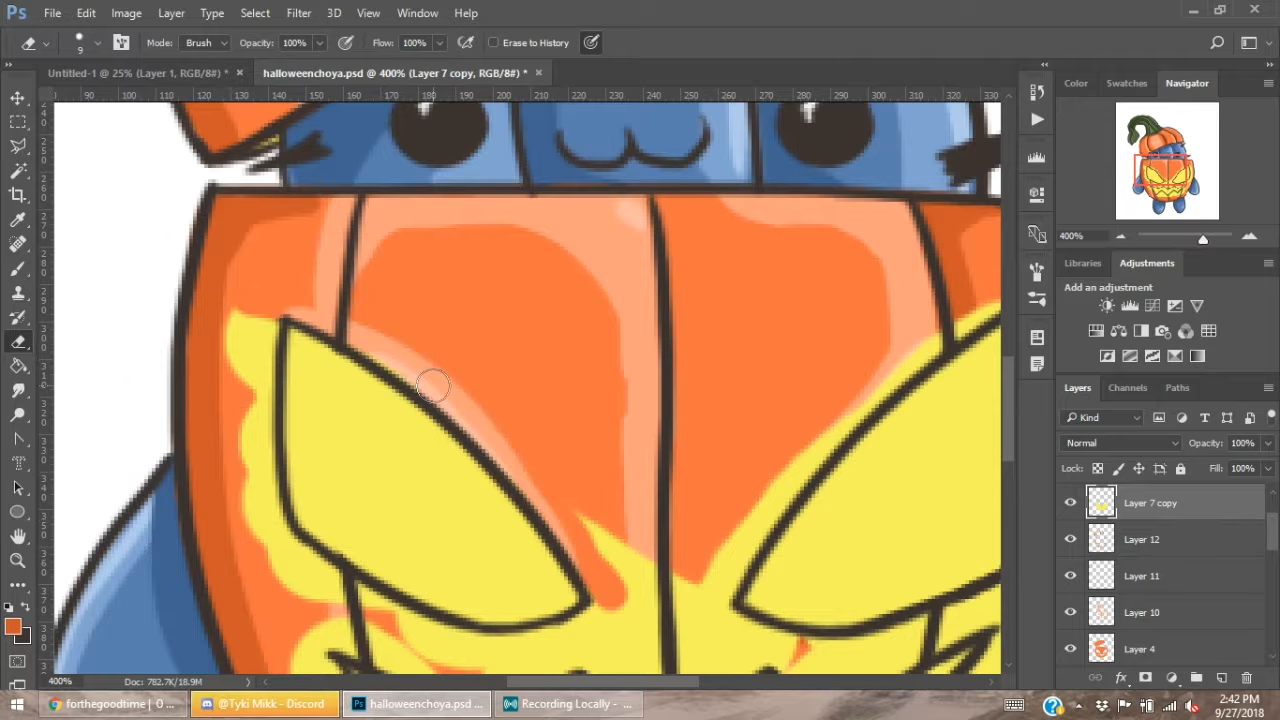 Ps File Edit Image Layer Type Select Filter 3D View Window Help
9 Mode: Brush Opacity: 100% Flow: 100% Erase to History
Untitled-1 @ 25% (Layer 1, RGB/8#) * × halloweenchoya.psd @ 400% (Layer 7 copy, RGB/8#) * ×
90 100 110 120 130 140 150 160 170 180 190 200 210 220 230 240 250 260 270 280 290 300 310 320 330
Color Swatches Navigator
400%
Libraries Adjustments
Add an adjustment
Layers Channels Paths
Kind
Normal Opacity: 100%
Lock: Fill: 100%
Layer 7 copy
Layer 12
Layer 11
Layer 10
Layer 4
400% Doc: 782.7K/18.9M
forthegoodtime | O ... @Tyki Mikk - Discord halloweenchoya.psd ... Recording Locally - ...
2:42 PM
9/27/2018